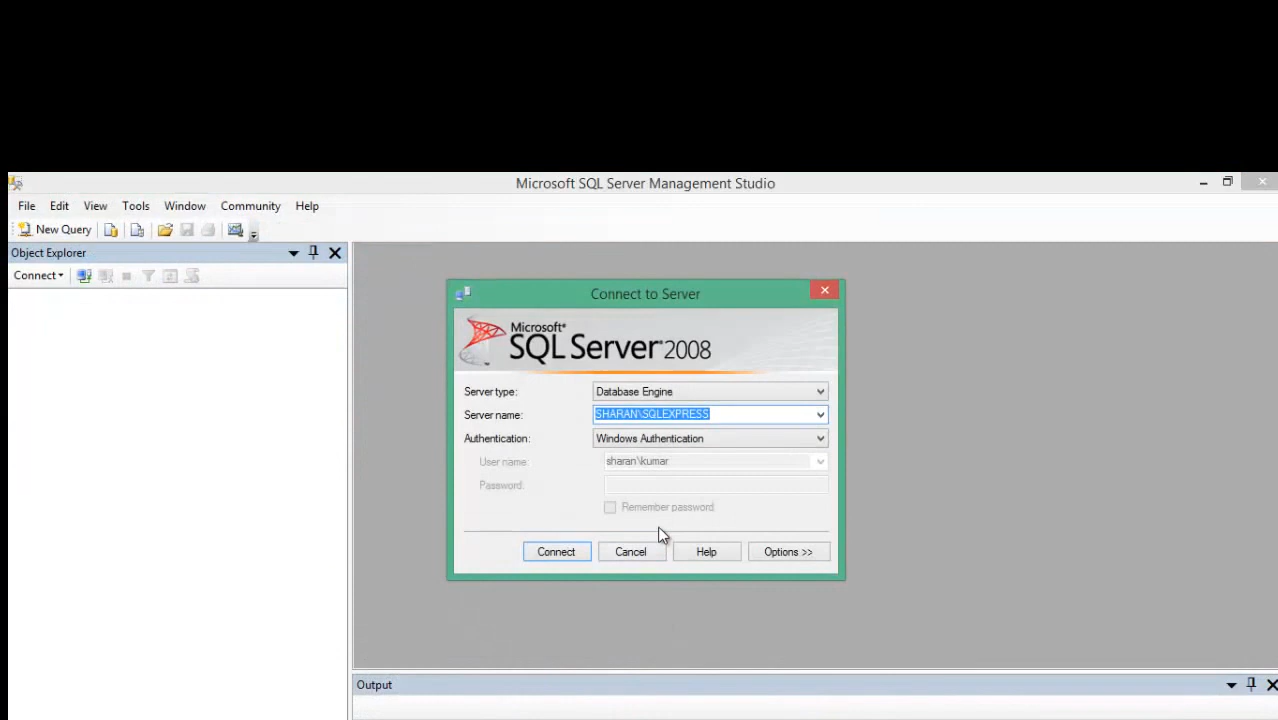 Microsoft SQL Server Management Studio
File Edit View Tools Window Community Help
New Query
Object Explorer
Connect
Connect to Server
Microsoft®
SQL Server 2008
Server type: Database Engine
Server name: SHARAN\SQLEXPRESS
Authentication: Windows Authentication
User name: sharan\kumar
Password:
Remember password
Connect Cancel Help Options >>
Output